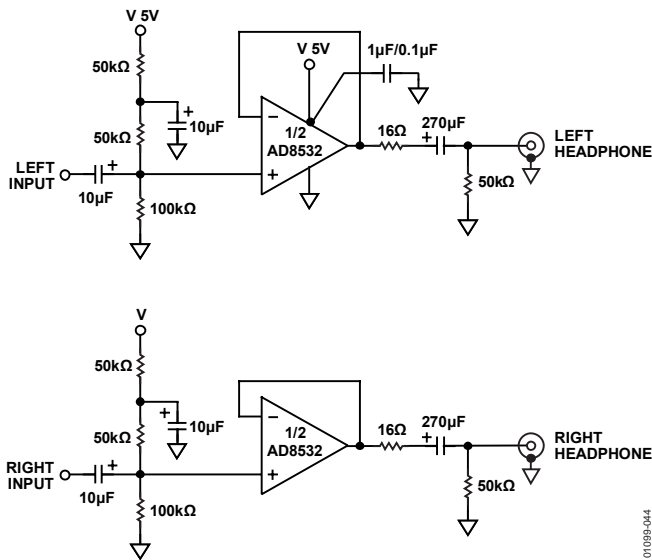 V 5V
50kΩ
V 5V
1µF/0.1µF
+
10µF
50kΩ
−
1/2
AD8532
+
16Ω
+
270µF
LEFT
HEADPHONE
LEFT
INPUT
+
10µF
100kΩ
50kΩ
V
50kΩ
+
10µF
50kΩ
−
1/2
AD8532
+
16Ω
+
270µF
RIGHT
HEADPHONE
RIGHT
INPUT
+
10µF
100kΩ
50kΩ
01099-044